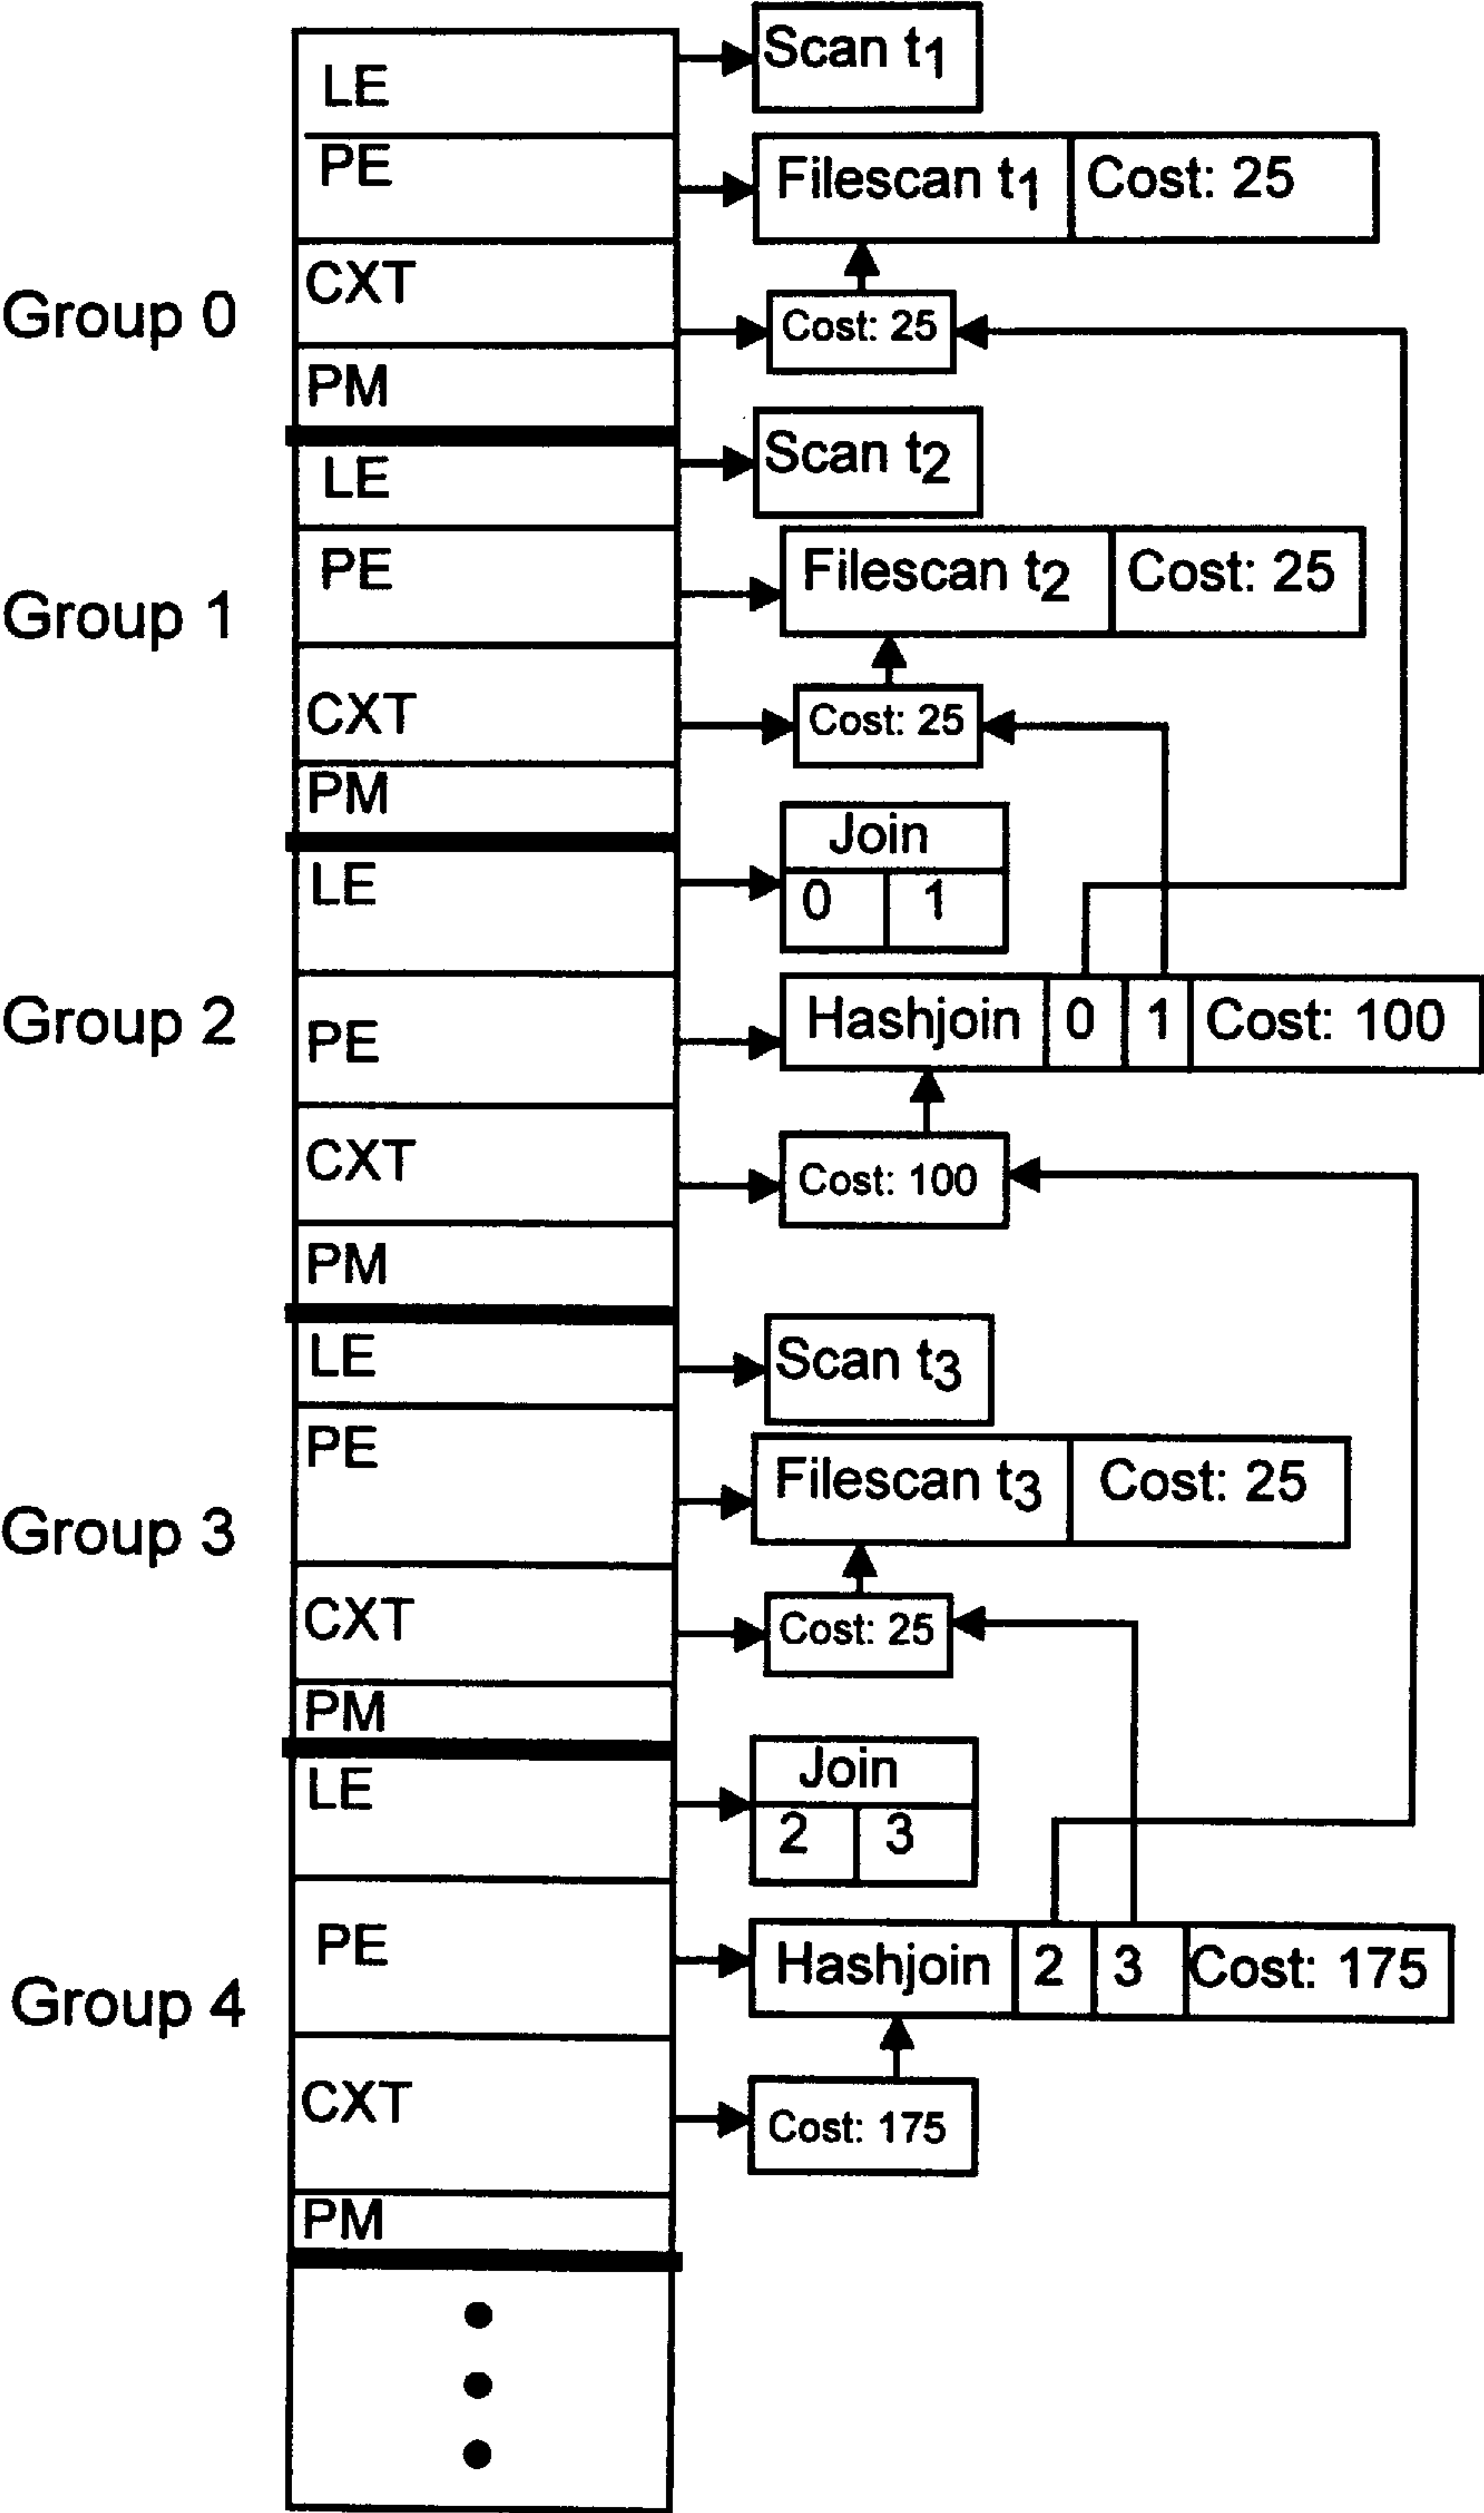 Scan t1
LE
PE
Filescan t1 Cost: 25
CXT
Group 0
Cost: 25
PM
Scan t2
LE
PE
Filescan t2 Cost: 25
Group 1
CXT
Cost: 25
PM
Join
LE
0 1
Group 2
PE
Hashjoin 0 1 Cost: 100
CXT
Cost: 100
PM
LE
Scan t3
PE
Filescan t3 Cost: 25
Group 3
CXT
Cost: 25
PM
Join
LE
2 3
PE
Hashjoin 2 3 Cost: 175
Group 4
CXT
Cost: 175
PM